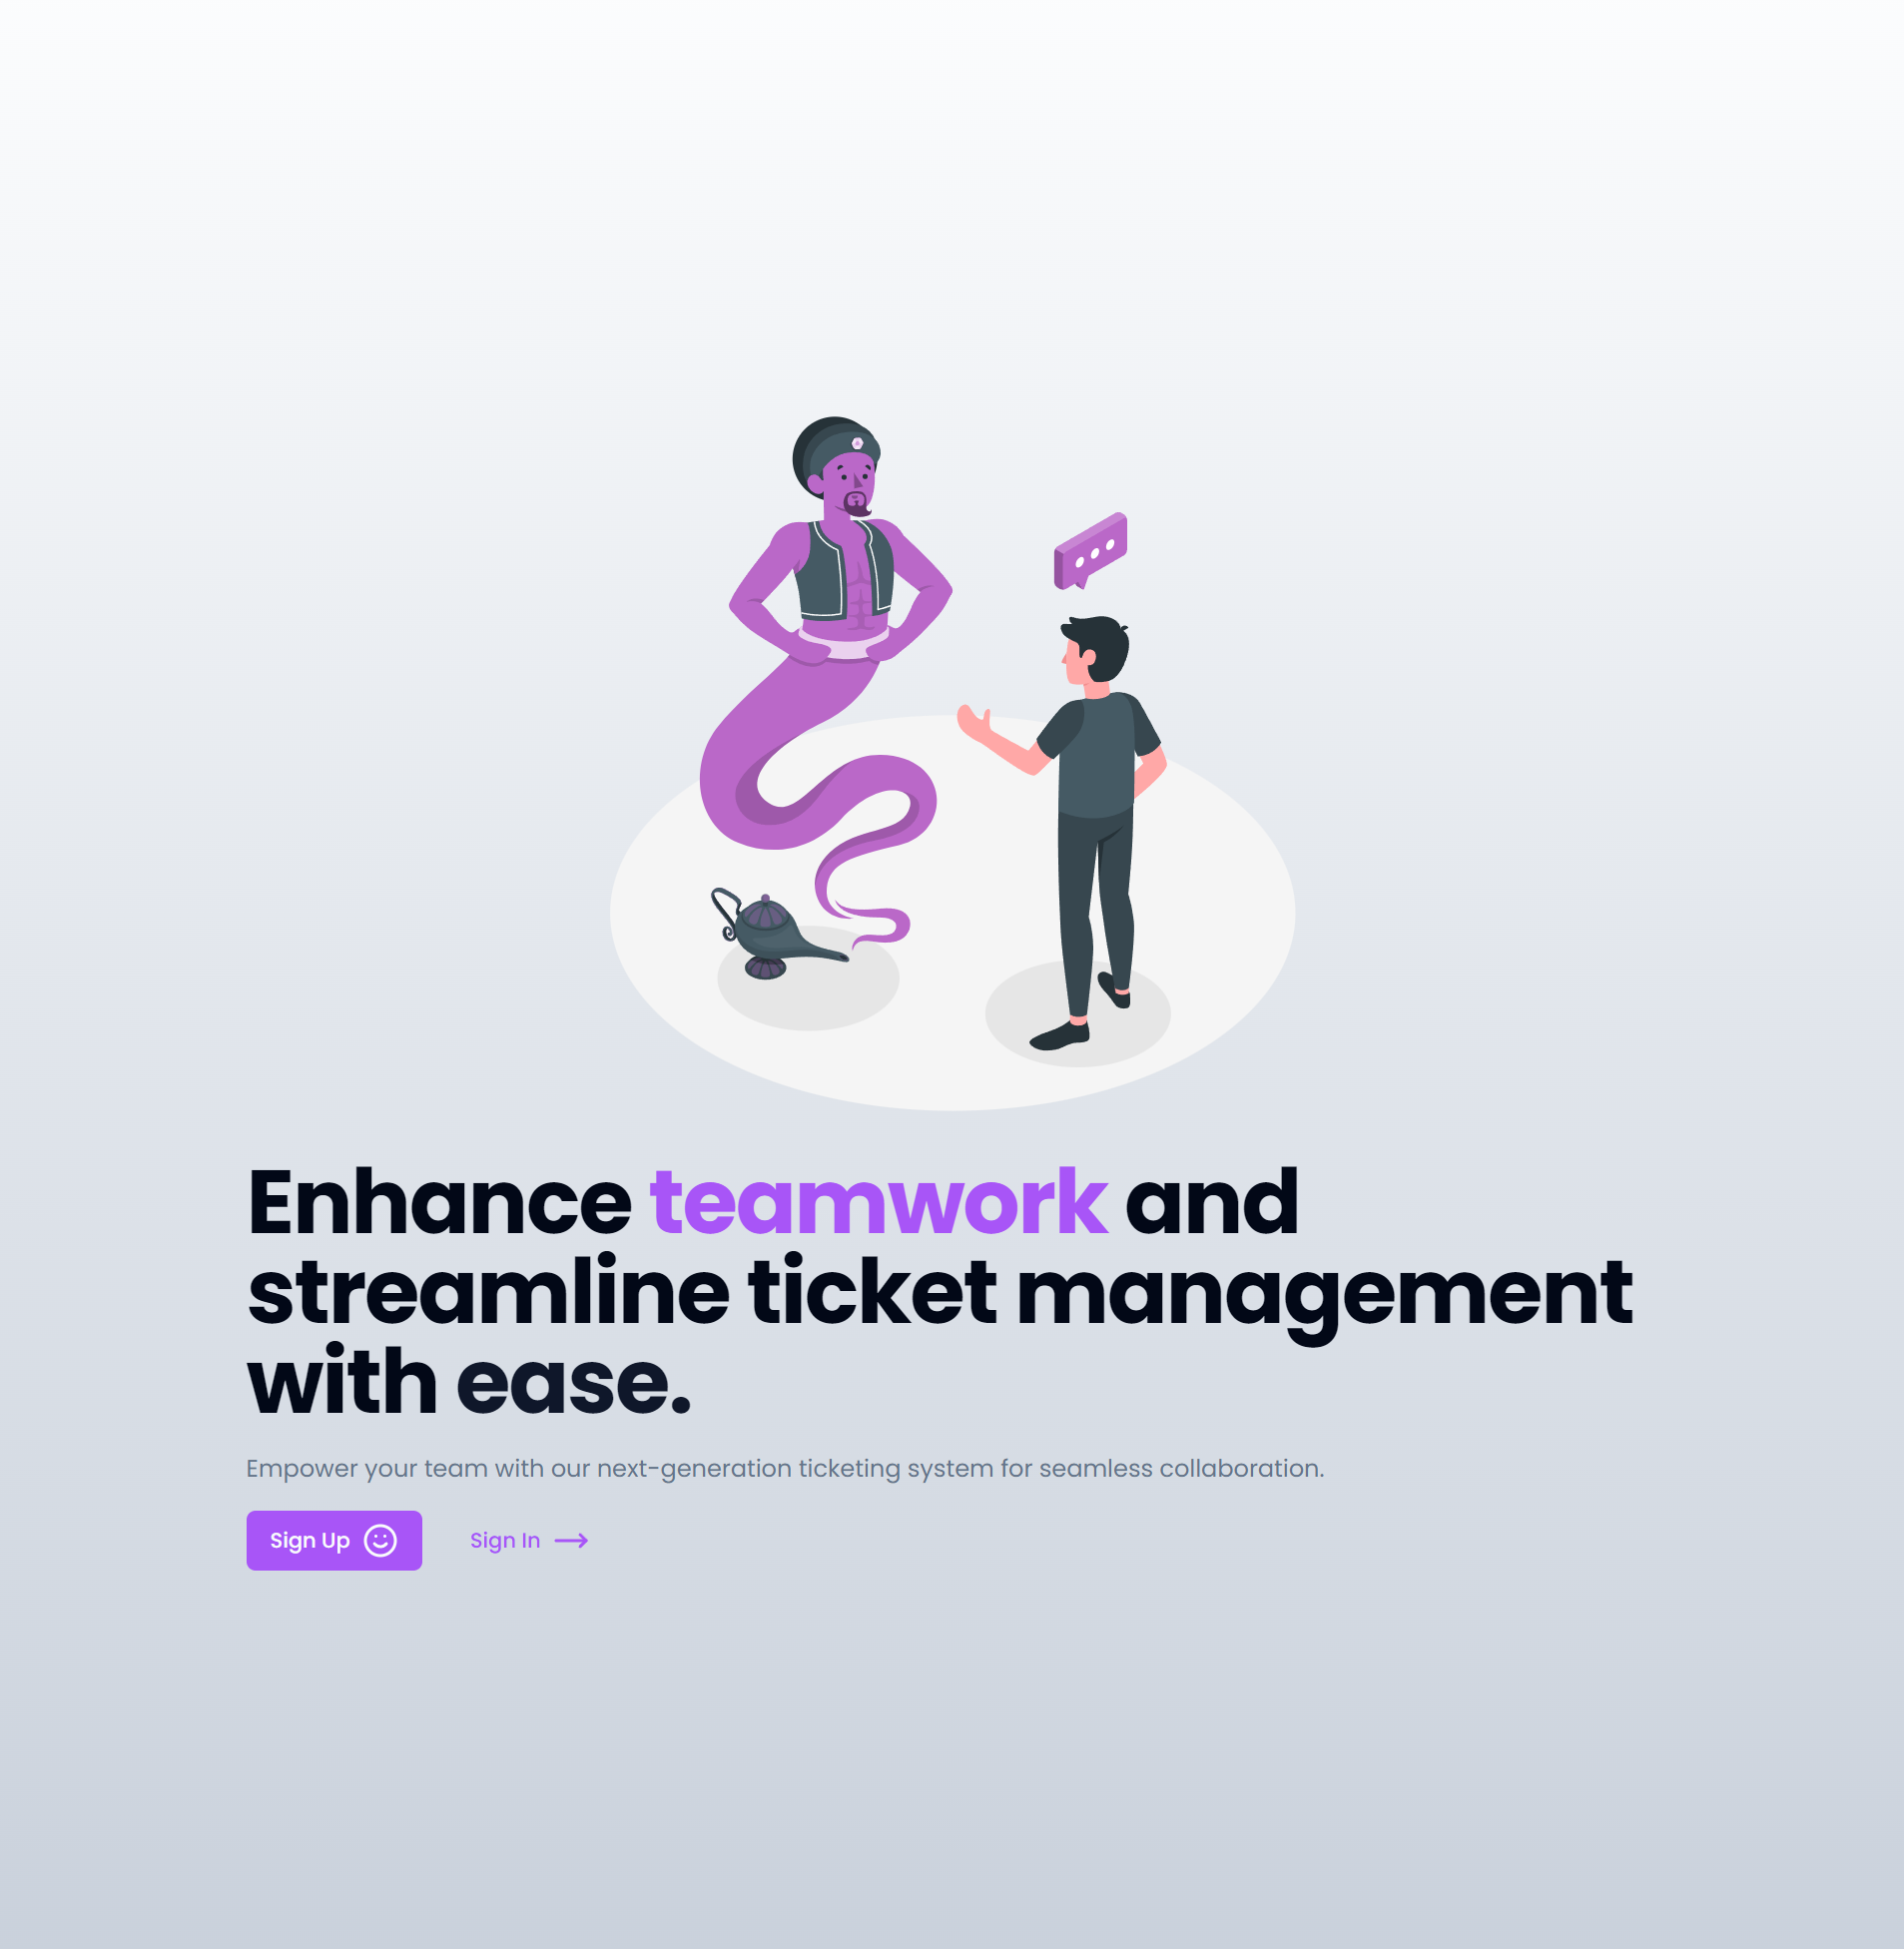 Enhance teamwork and
streamline ticket management
with ease.
Empower your team with our next-generation ticketing system for seamless collaboration.
Sign Up
Sign In